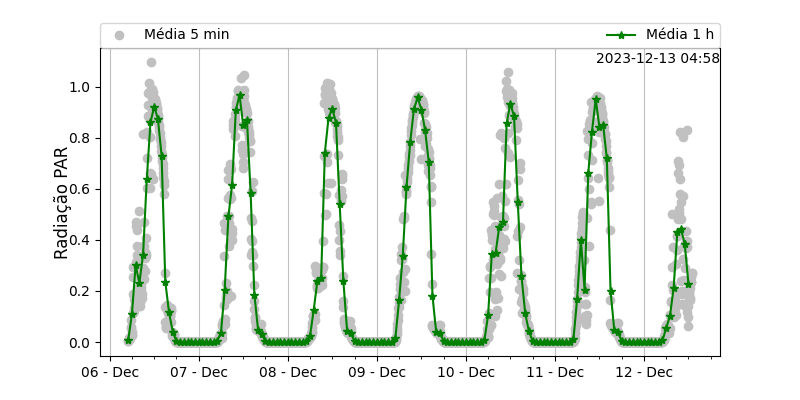 Média 5 min
Média 1 h
2023-12-13 04:58
Radiação PAR
1.0
0.8
0.6
0.4
0.2
0.0
06 - Dec
07 - Dec
08 - Dec
09 - Dec
10 - Dec
11 - Dec
12 - Dec